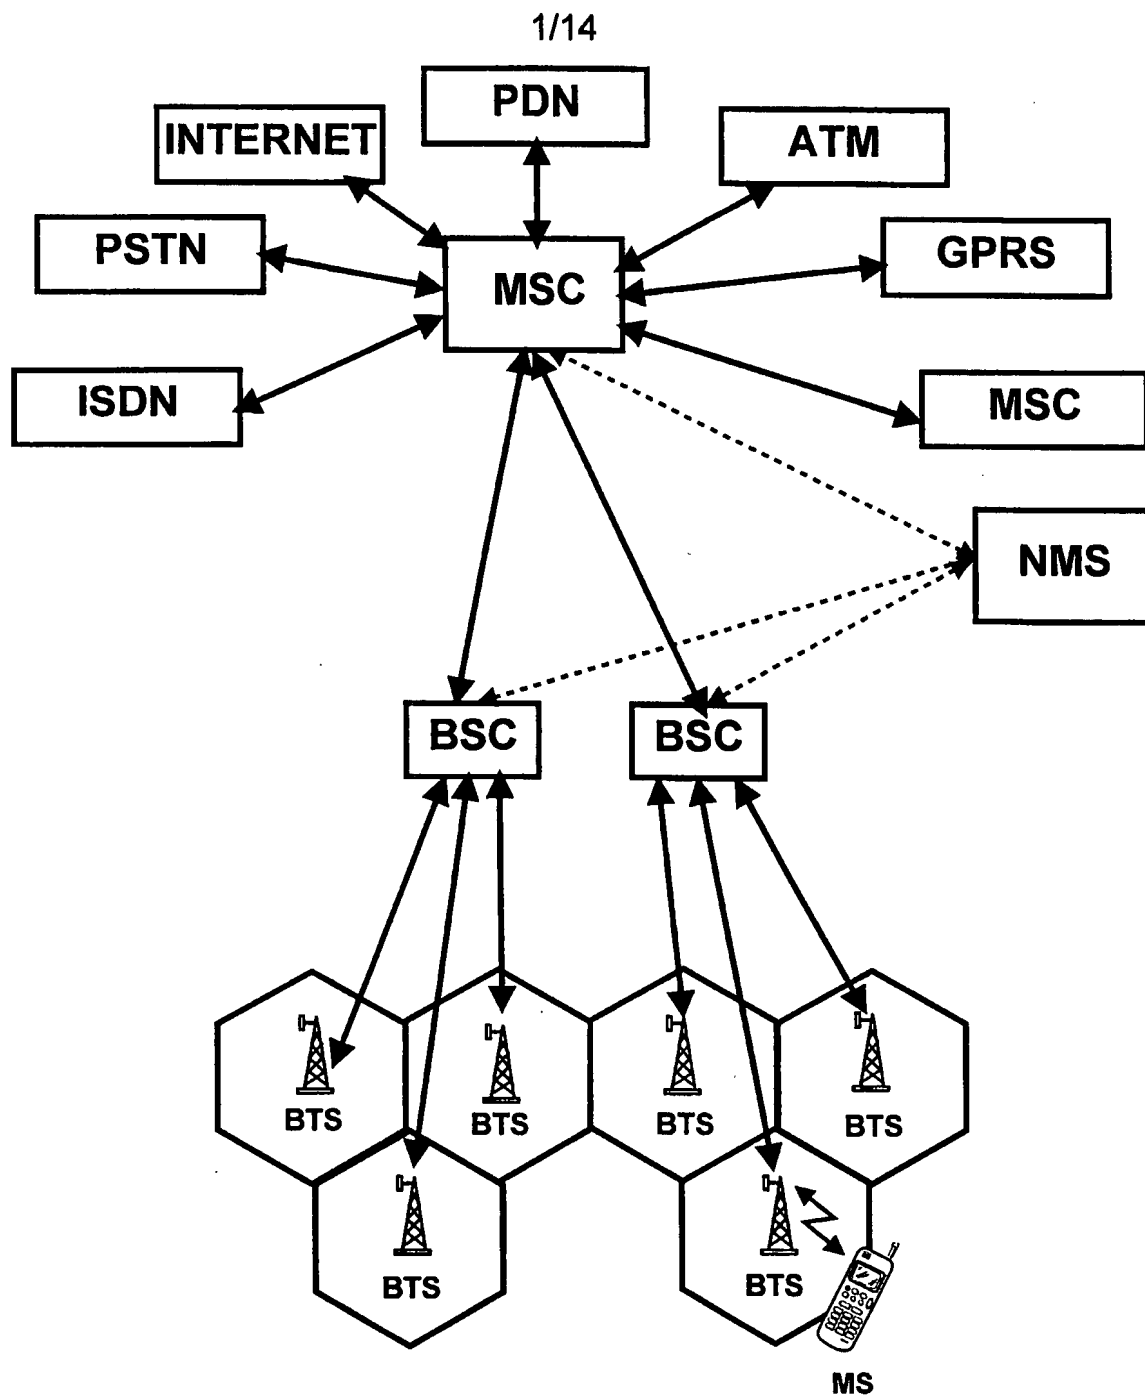 1/14
PDN
INTERNET
ATM
PSTN
GPRS
MSC
ISDN
MSC
NMS
BSC
BSC
BTS
BTS
BTS
BTS
BTS
BTS
MS